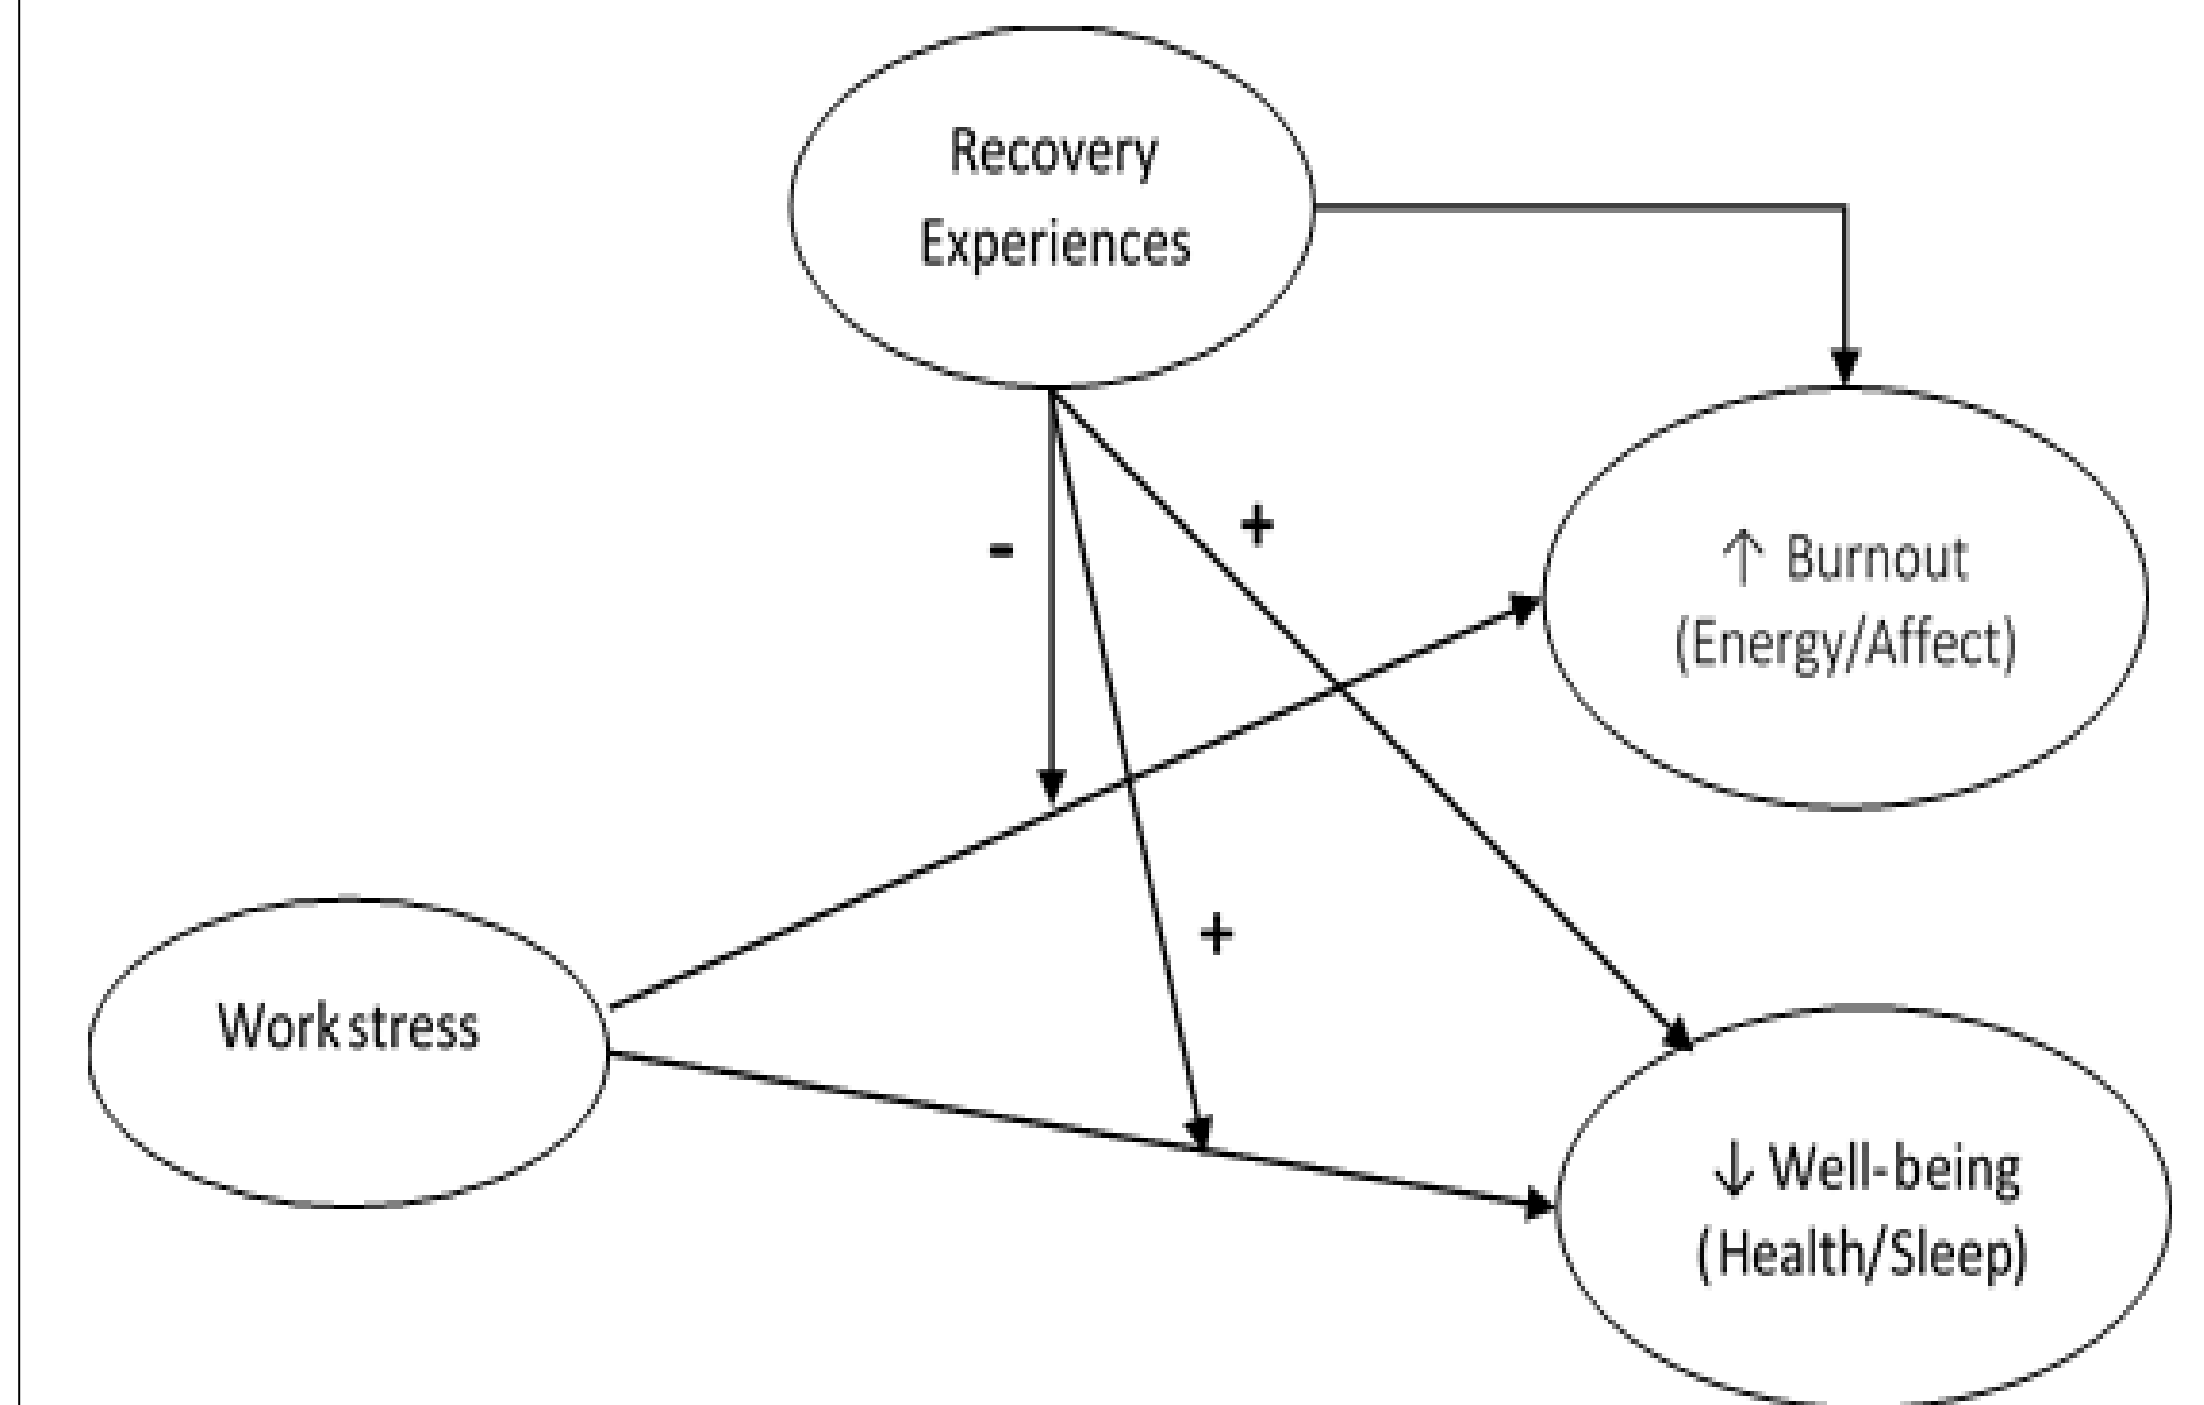 Recovery
Experiences
+
-
↑ Burnout
(Energy/Affect)
+
Work stress
↓ Well-being
(Health/Sleep)